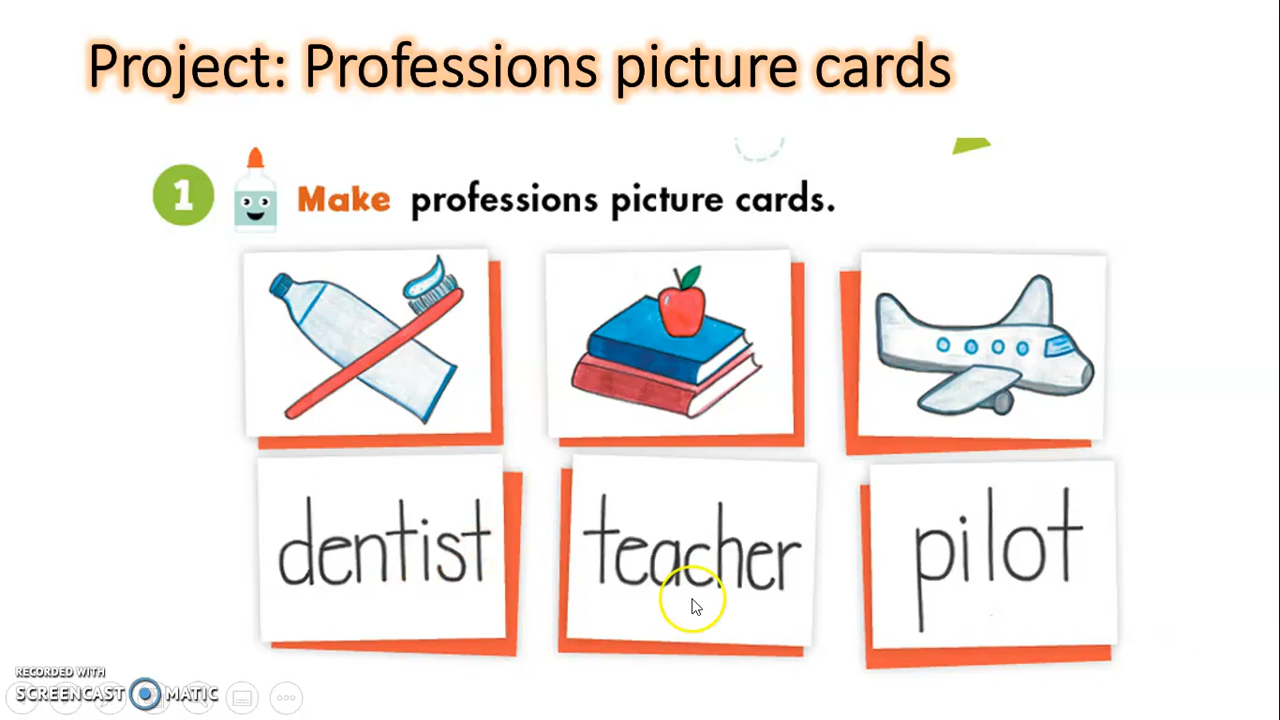 Project: Professions picture cards
1 Make professions picture cards.
dentist teacher pilot
RECORDED WITH
SCREENCAST MATIC